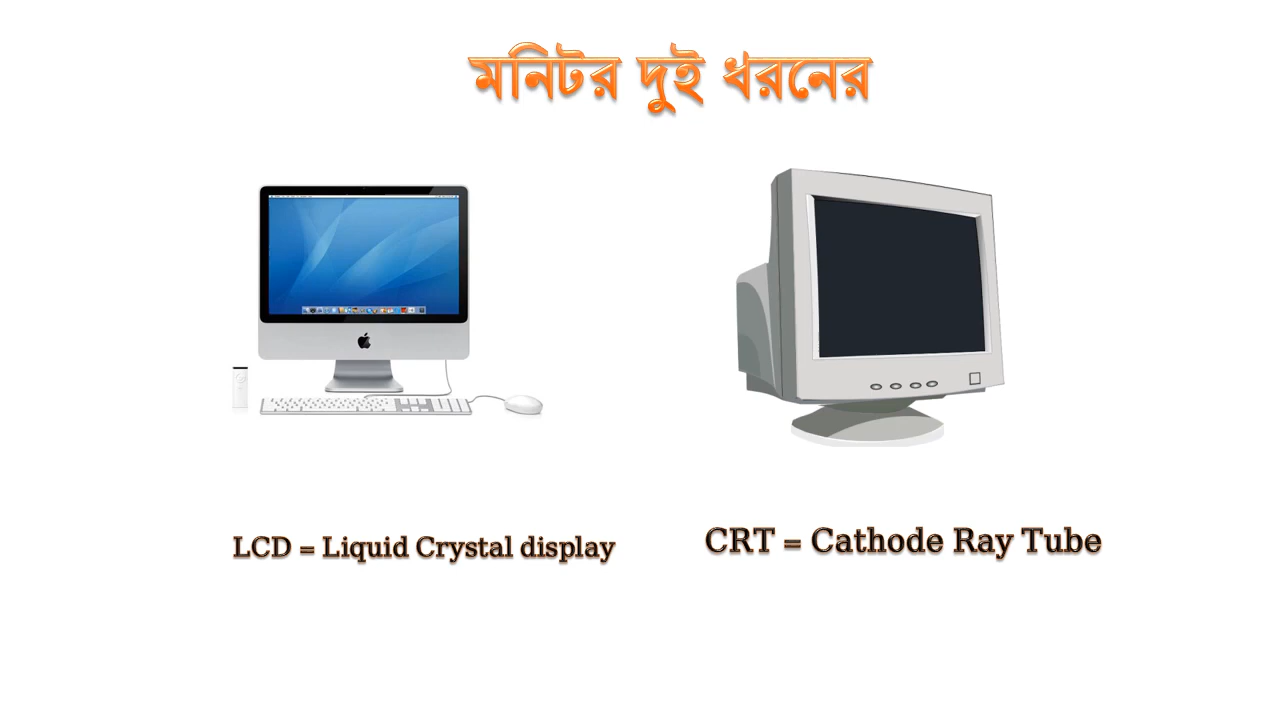 মনিটর দুই ধরনের
LCD = Liquid Crystal display
CRT = Cathode Ray Tube